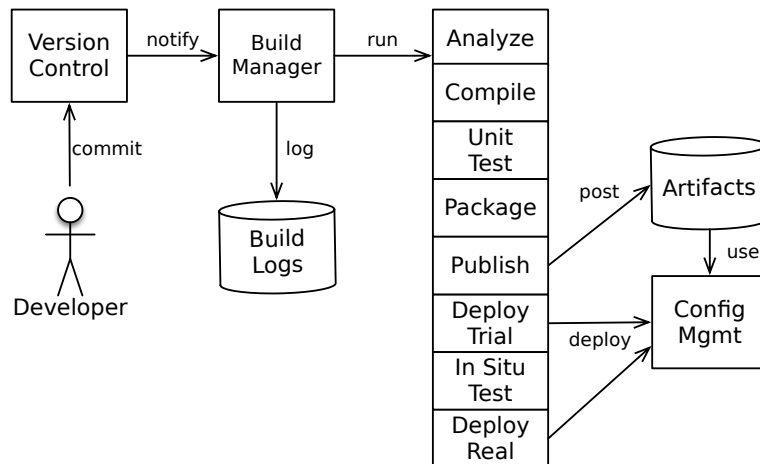 Version
Control
notify
Build
Manager
run
Analyze
Compile
Unit
Test
Package
Publish
Deploy
Trial
In Situ
Test
Deploy
Real
commit
log
Build
Logs
Developer
post
Artifacts
use
deploy
Config
Mgmt